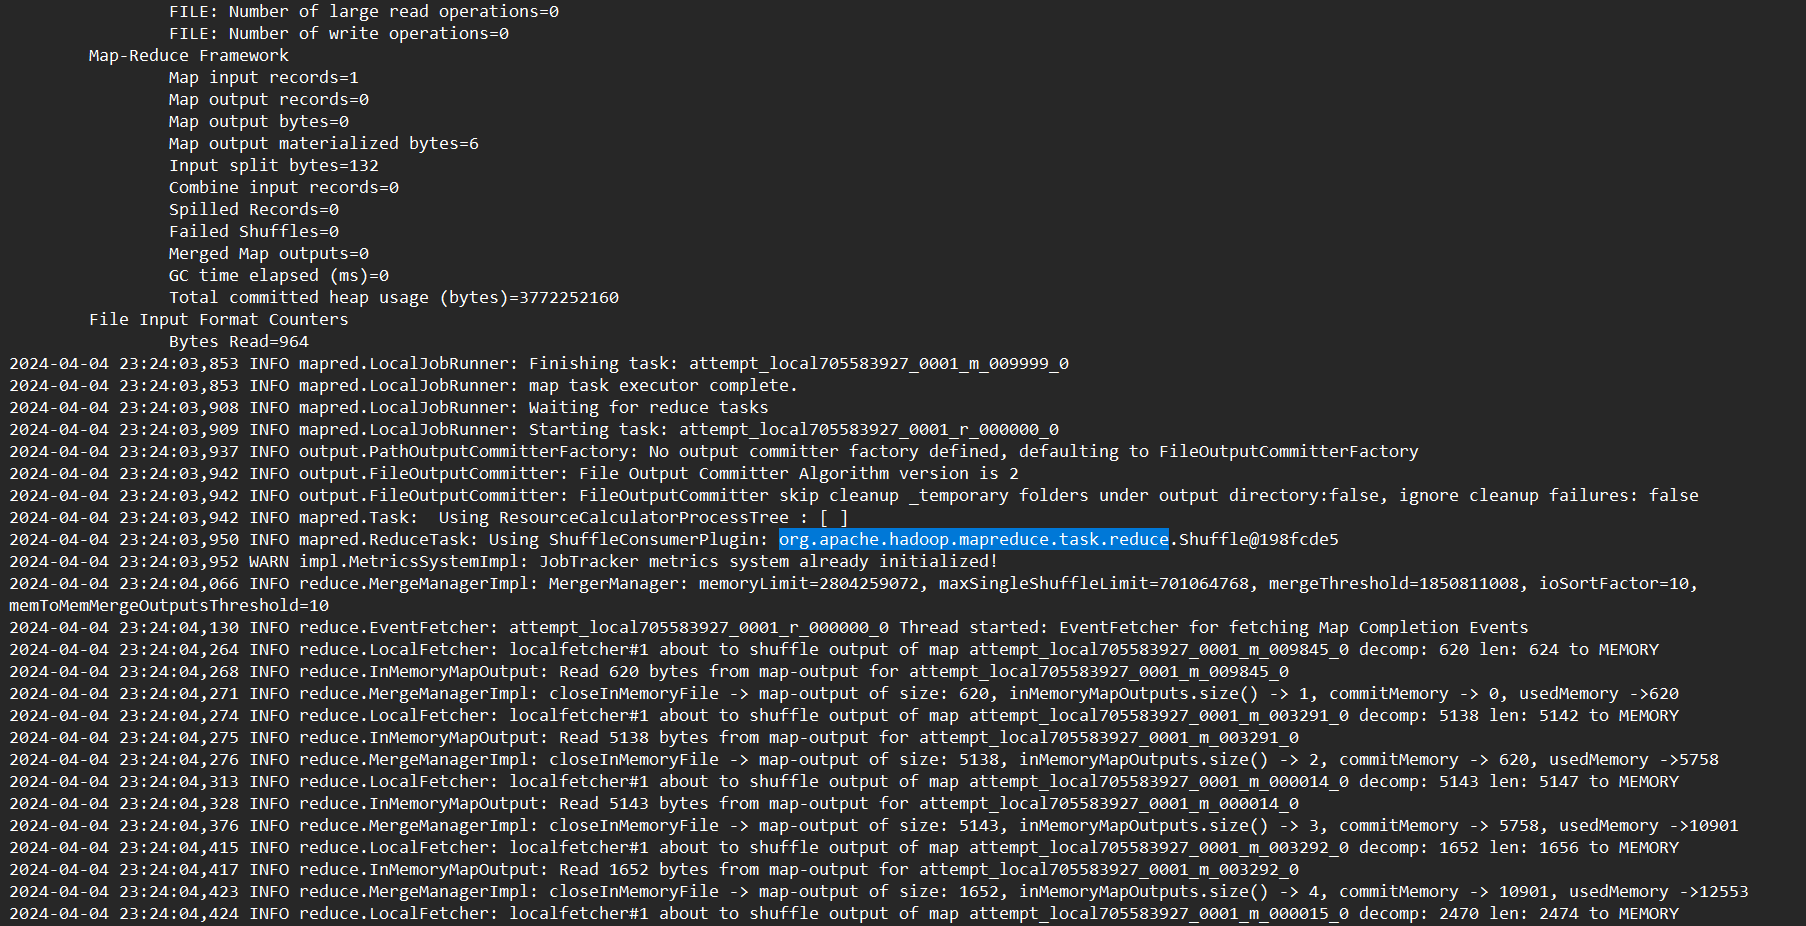 FILE: Number of large read operations=0
FILE: Number of write operations=0
Map-Reduce Framework
Map input records=1
Map output records=0
Map output bytes=0
Map output materialized bytes=6
Input split bytes=132
Combine input records=0
Spilled Records=0
Failed Shuffles=0
Merged Map outputs=0
GC time elapsed (ms)=0
Total committed heap usage (bytes)=3772252160
File Input Format Counters
Bytes Read=964
2024-04-04 23:24:03,853 INFO mapred.LocalJobRunner: Finishing task: attempt_local705583927_0001_m_009999_0
2024-04-04 23:24:03,853 INFO mapred.LocalJobRunner: map task executor complete.
2024-04-04 23:24:03,908 INFO mapred.LocalJobRunner: Waiting for reduce tasks
2024-04-04 23:24:03,909 INFO mapred.LocalJobRunner: Starting task: attempt_local705583927_0001_r_000000_0
2024-04-04 23:24:03,937 INFO output.PathOutputCommitterFactory: No output committer factory defined, defaulting to FileOutputCommitterFactory
2024-04-04 23:24:03,942 INFO output.FileOutputCommitter: File Output Committer Algorithm version is 2
2024-04-04 23:24:03,942 INFO output.FileOutputCommitter: FileOutputCommitter skip cleanup _temporary folders under output directory:false, ignore cleanup failures: false
2024-04-04 23:24:03,942 INFO mapred.Task:  Using ResourceCalculatorProcessTree : [ ]
2024-04-04 23:24:03,950 INFO mapred.ReduceTask: Using ShuffleConsumerPlugin: org.apache.hadoop.mapreduce.task.reduce.Shuffle@198fcde5
2024-04-04 23:24:03,952 WARN impl.MetricsSystemImpl: JobTracker metrics system already initialized!
2024-04-04 23:24:04,066 INFO reduce.MergeManagerImpl: MergerManager: memoryLimit=2804259072, maxSingleShuffleLimit=701064768, mergeThreshold=1850811008, ioSortFactor=10,
memToMemMergeOutputsThreshold=10
2024-04-04 23:24:04,130 INFO reduce.EventFetcher: attempt_local705583927_0001_r_000000_0 Thread started: EventFetcher for fetching Map Completion Events
2024-04-04 23:24:04,264 INFO reduce.LocalFetcher: localfetcher#1 about to shuffle output of map attempt_local705583927_0001_m_009845_0 decomp: 620 len: 624 to MEMORY
2024-04-04 23:24:04,268 INFO reduce.InMemoryMapOutput: Read 620 bytes from map-output for attempt_local705583927_0001_m_009845_0
2024-04-04 23:24:04,271 INFO reduce.MergeManagerImpl: closeInMemoryFile -> map-output of size: 620, inMemoryMapOutputs.size() -> 1, commitMemory -> 0, usedMemory ->620
2024-04-04 23:24:04,274 INFO reduce.LocalFetcher: localfetcher#1 about to shuffle output of map attempt_local705583927_0001_m_003291_0 decomp: 5138 len: 5142 to MEMORY
2024-04-04 23:24:04,275 INFO reduce.InMemoryMapOutput: Read 5138 bytes from map-output for attempt_local705583927_0001_m_003291_0
2024-04-04 23:24:04,276 INFO reduce.MergeManagerImpl: closeInMemoryFile -> map-output of size: 5138, inMemoryMapOutputs.size() -> 2, commitMemory -> 620, usedMemory ->5758
2024-04-04 23:24:04,313 INFO reduce.LocalFetcher: localfetcher#1 about to shuffle output of map attempt_local705583927_0001_m_000014_0 decomp: 5143 len: 5147 to MEMORY
2024-04-04 23:24:04,328 INFO reduce.InMemoryMapOutput: Read 5143 bytes from map-output for attempt_local705583927_0001_m_000014_0
2024-04-04 23:24:04,376 INFO reduce.MergeManagerImpl: closeInMemoryFile -> map-output of size: 5143, inMemoryMapOutputs.size() -> 3, commitMemory -> 5758, usedMemory ->10901
2024-04-04 23:24:04,415 INFO reduce.LocalFetcher: localfetcher#1 about to shuffle output of map attempt_local705583927_0001_m_003292_0 decomp: 1652 len: 1656 to MEMORY
2024-04-04 23:24:04,417 INFO reduce.InMemoryMapOutput: Read 1652 bytes from map-output for attempt_local705583927_0001_m_003292_0
2024-04-04 23:24:04,423 INFO reduce.MergeManagerImpl: closeInMemoryFile -> map-output of size: 1652, inMemoryMapOutputs.size() -> 4, commitMemory -> 10901, usedMemory ->12553
2024-04-04 23:24:04,424 INFO reduce.LocalFetcher: localfetcher#1 about to shuffle output of map attempt_local705583927_0001_m_000015_0 decomp: 2470 len: 2474 to MEMORY